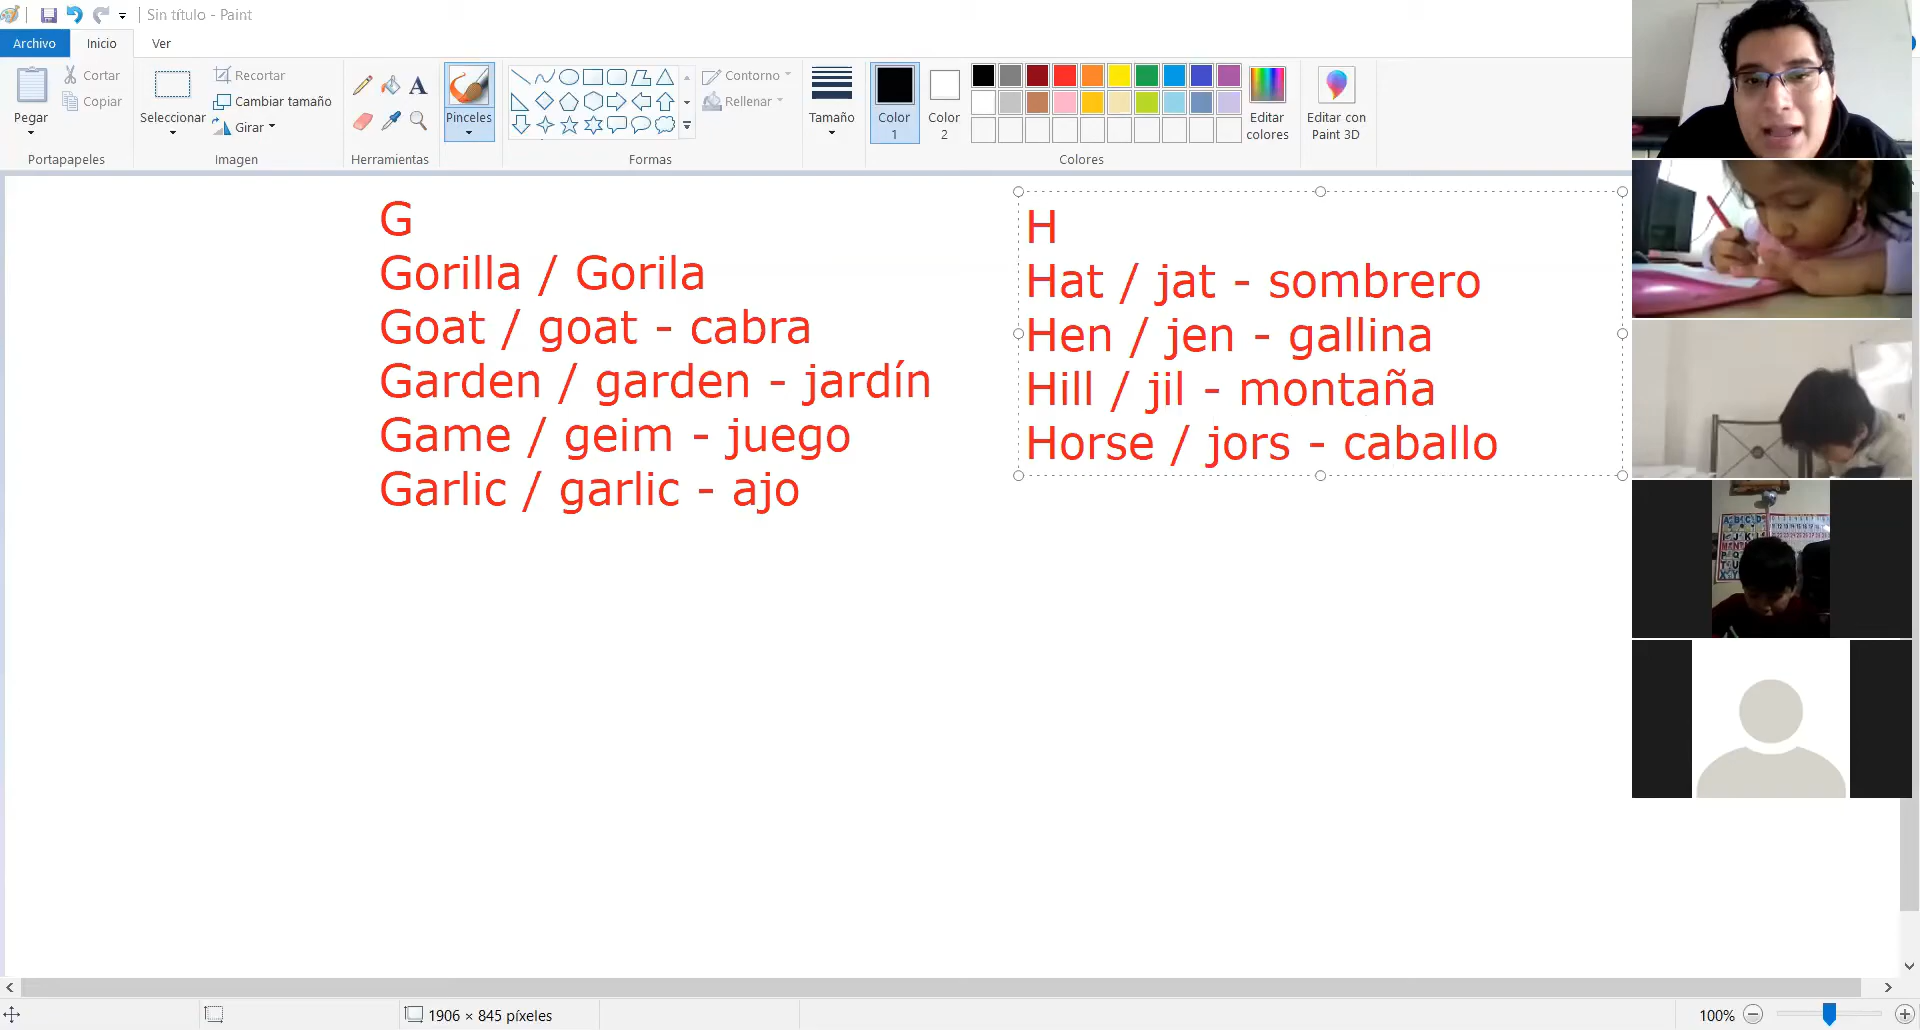 Sin título - Paint
Archivo
Inicio
Ver
Pegar
Cortar
Copiar
Portapapeles
Seleccionar
Recortar
Cambiar tamaño
Girar
Imagen
A
Herramientas
Pinceles
Contorno
Rellenar
Formas
Tamaño
Color 1
Color 2
Editar colores
Colores
Editar con Paint 3D
G
Gorilla / Gorila
Goat / goat - cabra
Garden / garden - jardín
Game / geim - juego
Garlic / garlic - ajo
H
Hat / jat - sombrero
Hen / jen - gallina
Hill / jil - montaña
Horse / jors - caballo
1906 × 845 píxeles
100%